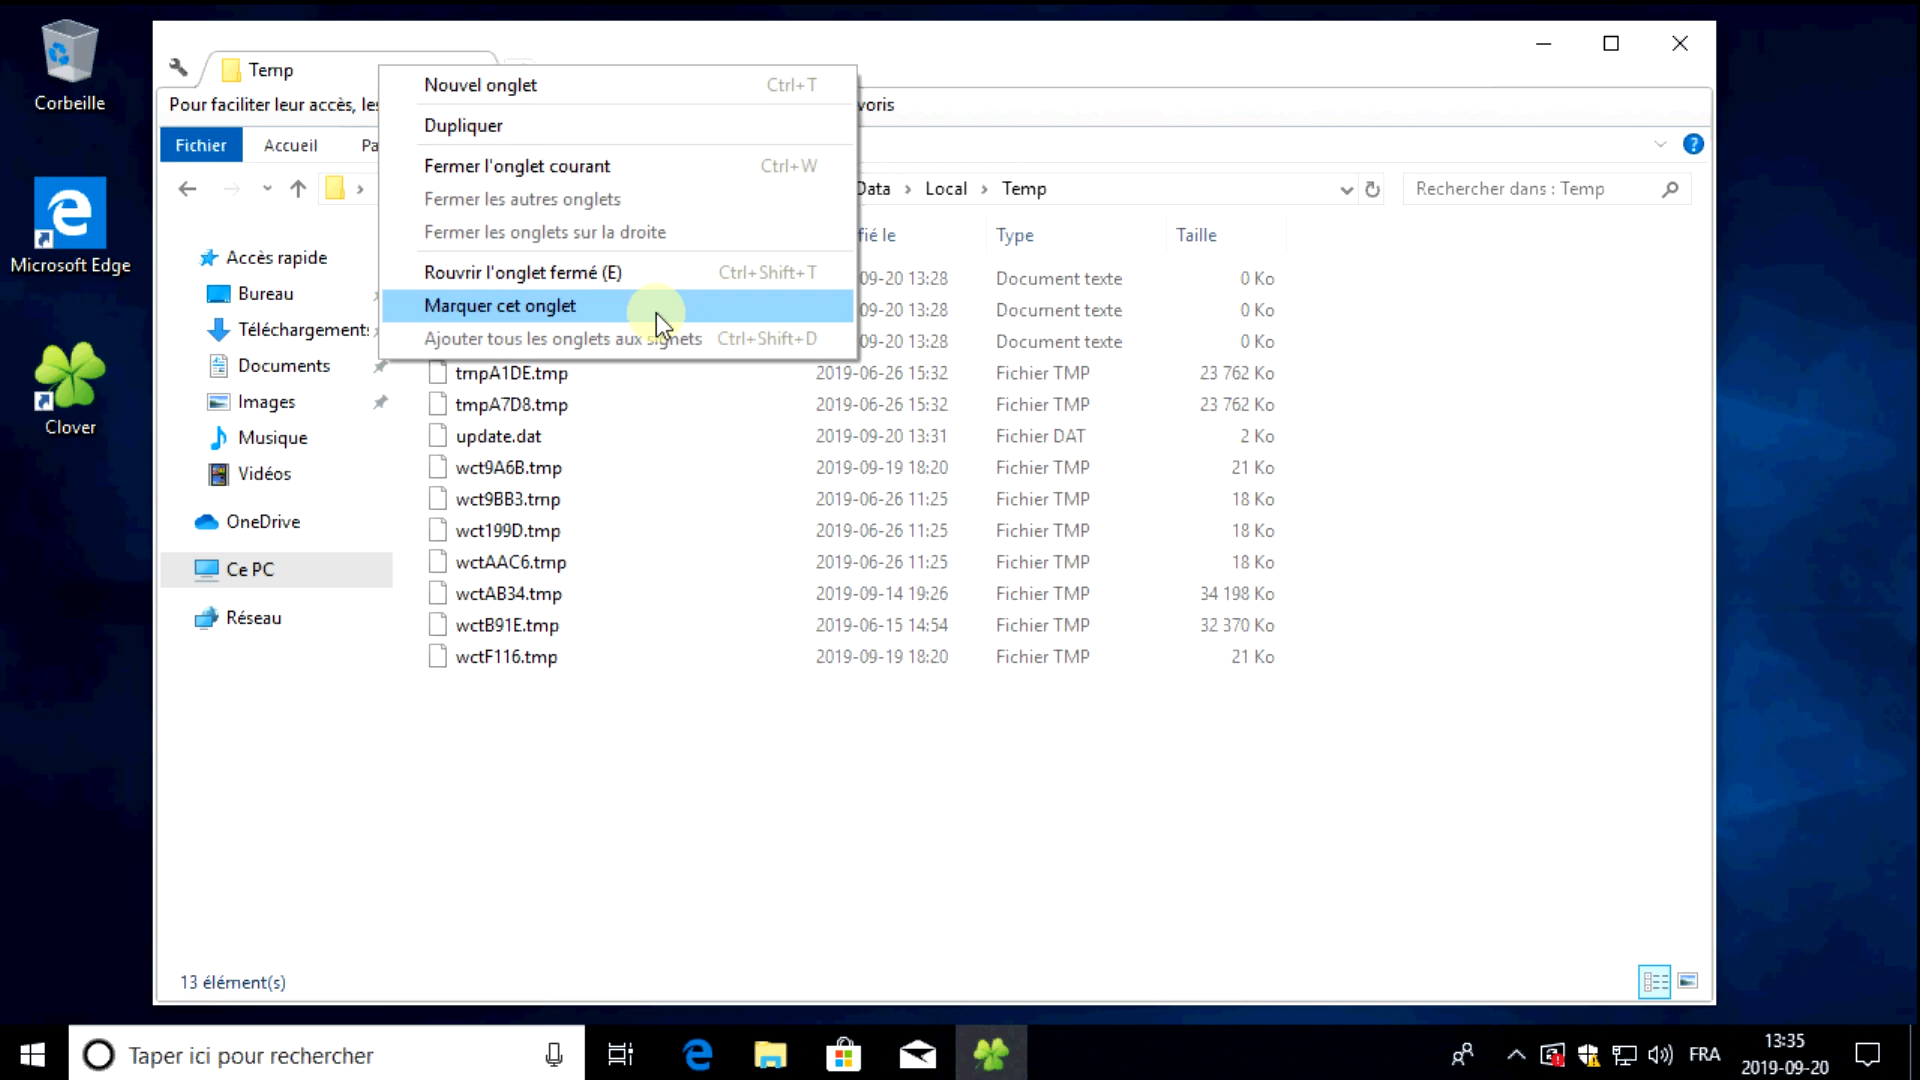 Corbeille
Microsoft Edge
Clover
Temp
Pour faciliter leur accès, les
voris
Fichier
Accueil
Pa
Data
Local
Temp
Rechercher dans : Temp
Nouvel onglet Ctrl+T
Dupliquer
Fermer l'onglet courant Ctrl+W
Fermer les autres onglets
Fermer les onglets sur la droite
Rouvrir l'onglet fermé (E) Ctrl+Shift+T
Marquer cet onglet
Ajouter tous les onglets aux signets Ctrl+Shift+D
fié le Type Taille
09-20 13:28 Document texte 0 Ko
09-20 13:28 Document texte 0 Ko
09-20 13:28 Document texte 0 Ko
tmpA1DE.tmp 2019-06-26 15:32 Fichier TMP 23 762 Ko
tmpA7D8.tmp 2019-06-26 15:32 Fichier TMP 23 762 Ko
update.dat 2019-09-20 13:31 Fichier DAT 2 Ko
wct9A6B.tmp 2019-09-19 18:20 Fichier TMP 21 Ko
wct9BB3.tmp 2019-06-26 11:25 Fichier TMP 18 Ko
wct199D.tmp 2019-06-26 11:25 Fichier TMP 18 Ko
wctAAC6.tmp 2019-06-26 11:25 Fichier TMP 18 Ko
wctAB34.tmp 2019-09-14 19:26 Fichier TMP 34 198 Ko
wctB91E.tmp 2019-06-15 14:54 Fichier TMP 32 370 Ko
wctF116.tmp 2019-09-19 18:20 Fichier TMP 21 Ko
Accès rapide
Bureau
Téléchargement
Documents
Images
Musique
Vidéos
OneDrive
Ce PC
Réseau
13 élément(s)
Taper ici pour rechercher
FRA
13:35
2019-09-20